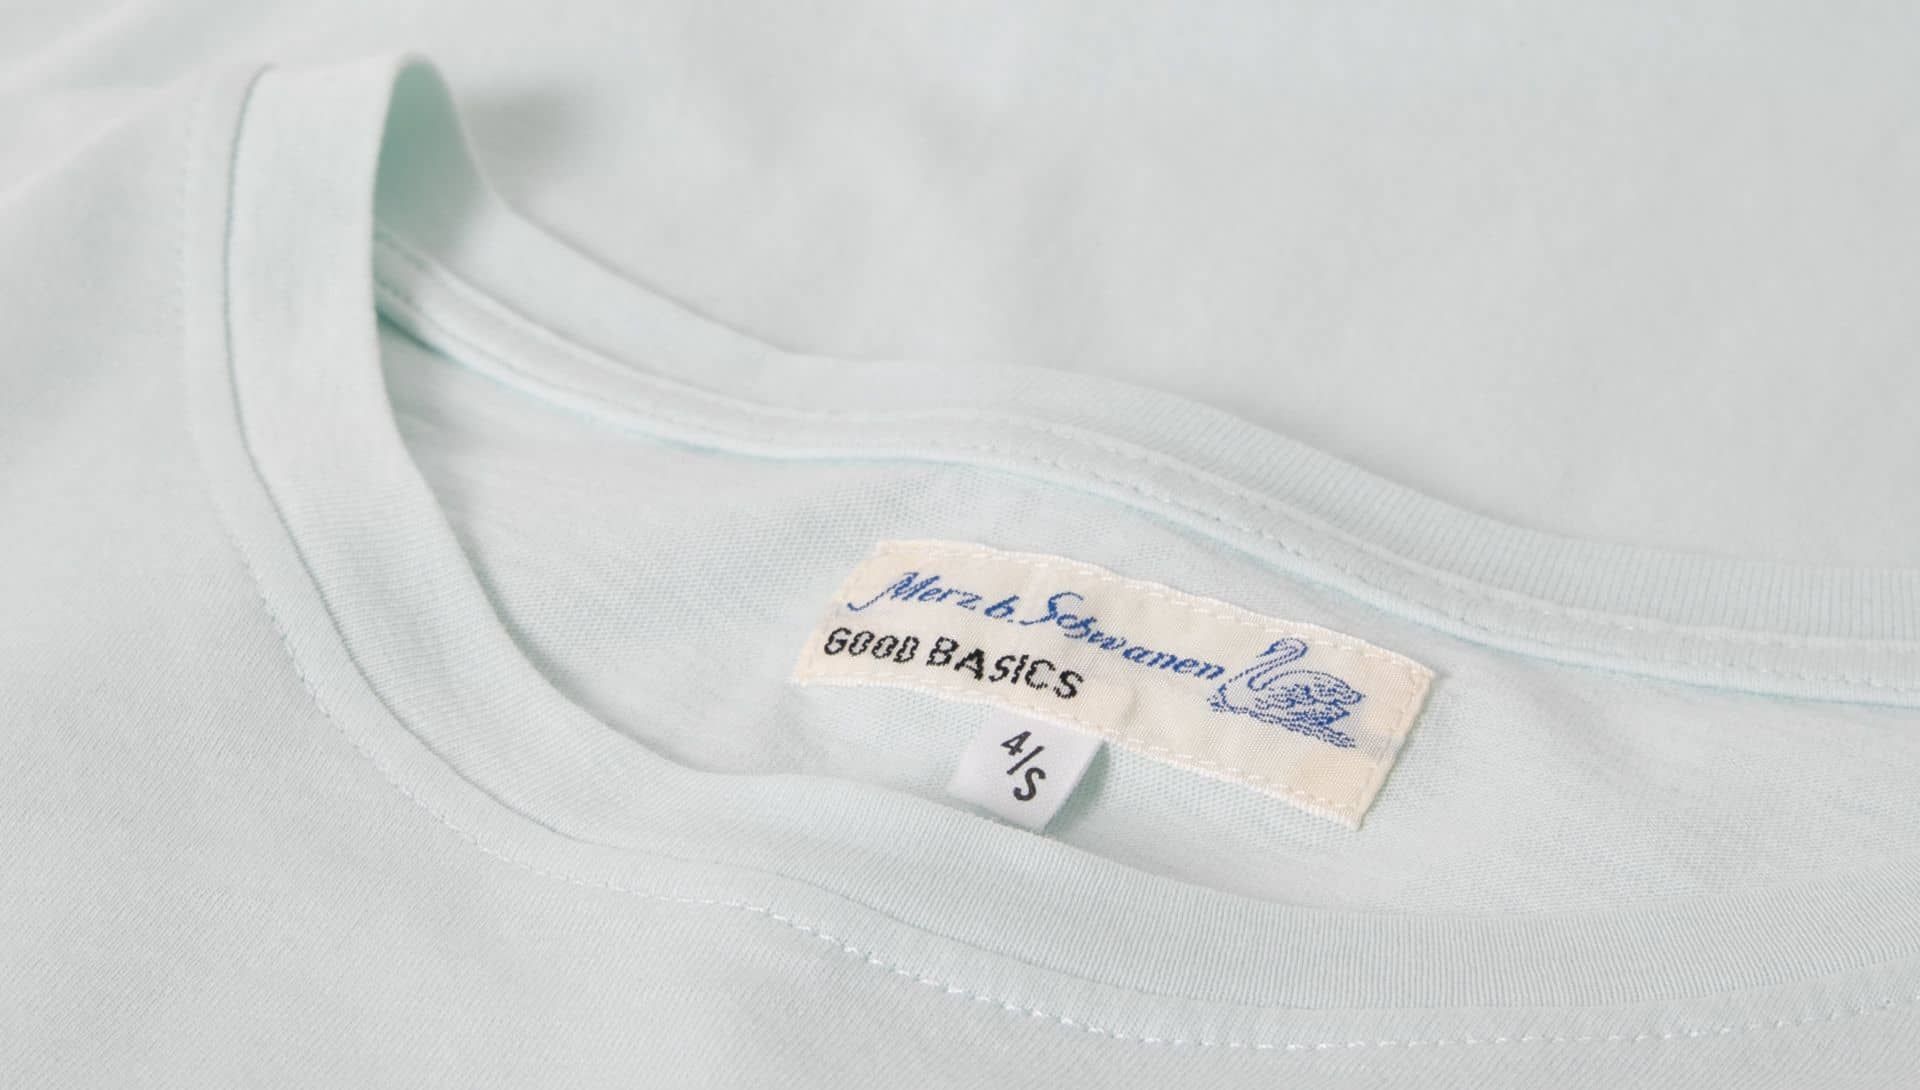 Merz b. Schwanen
GOOD BASICS
4/S